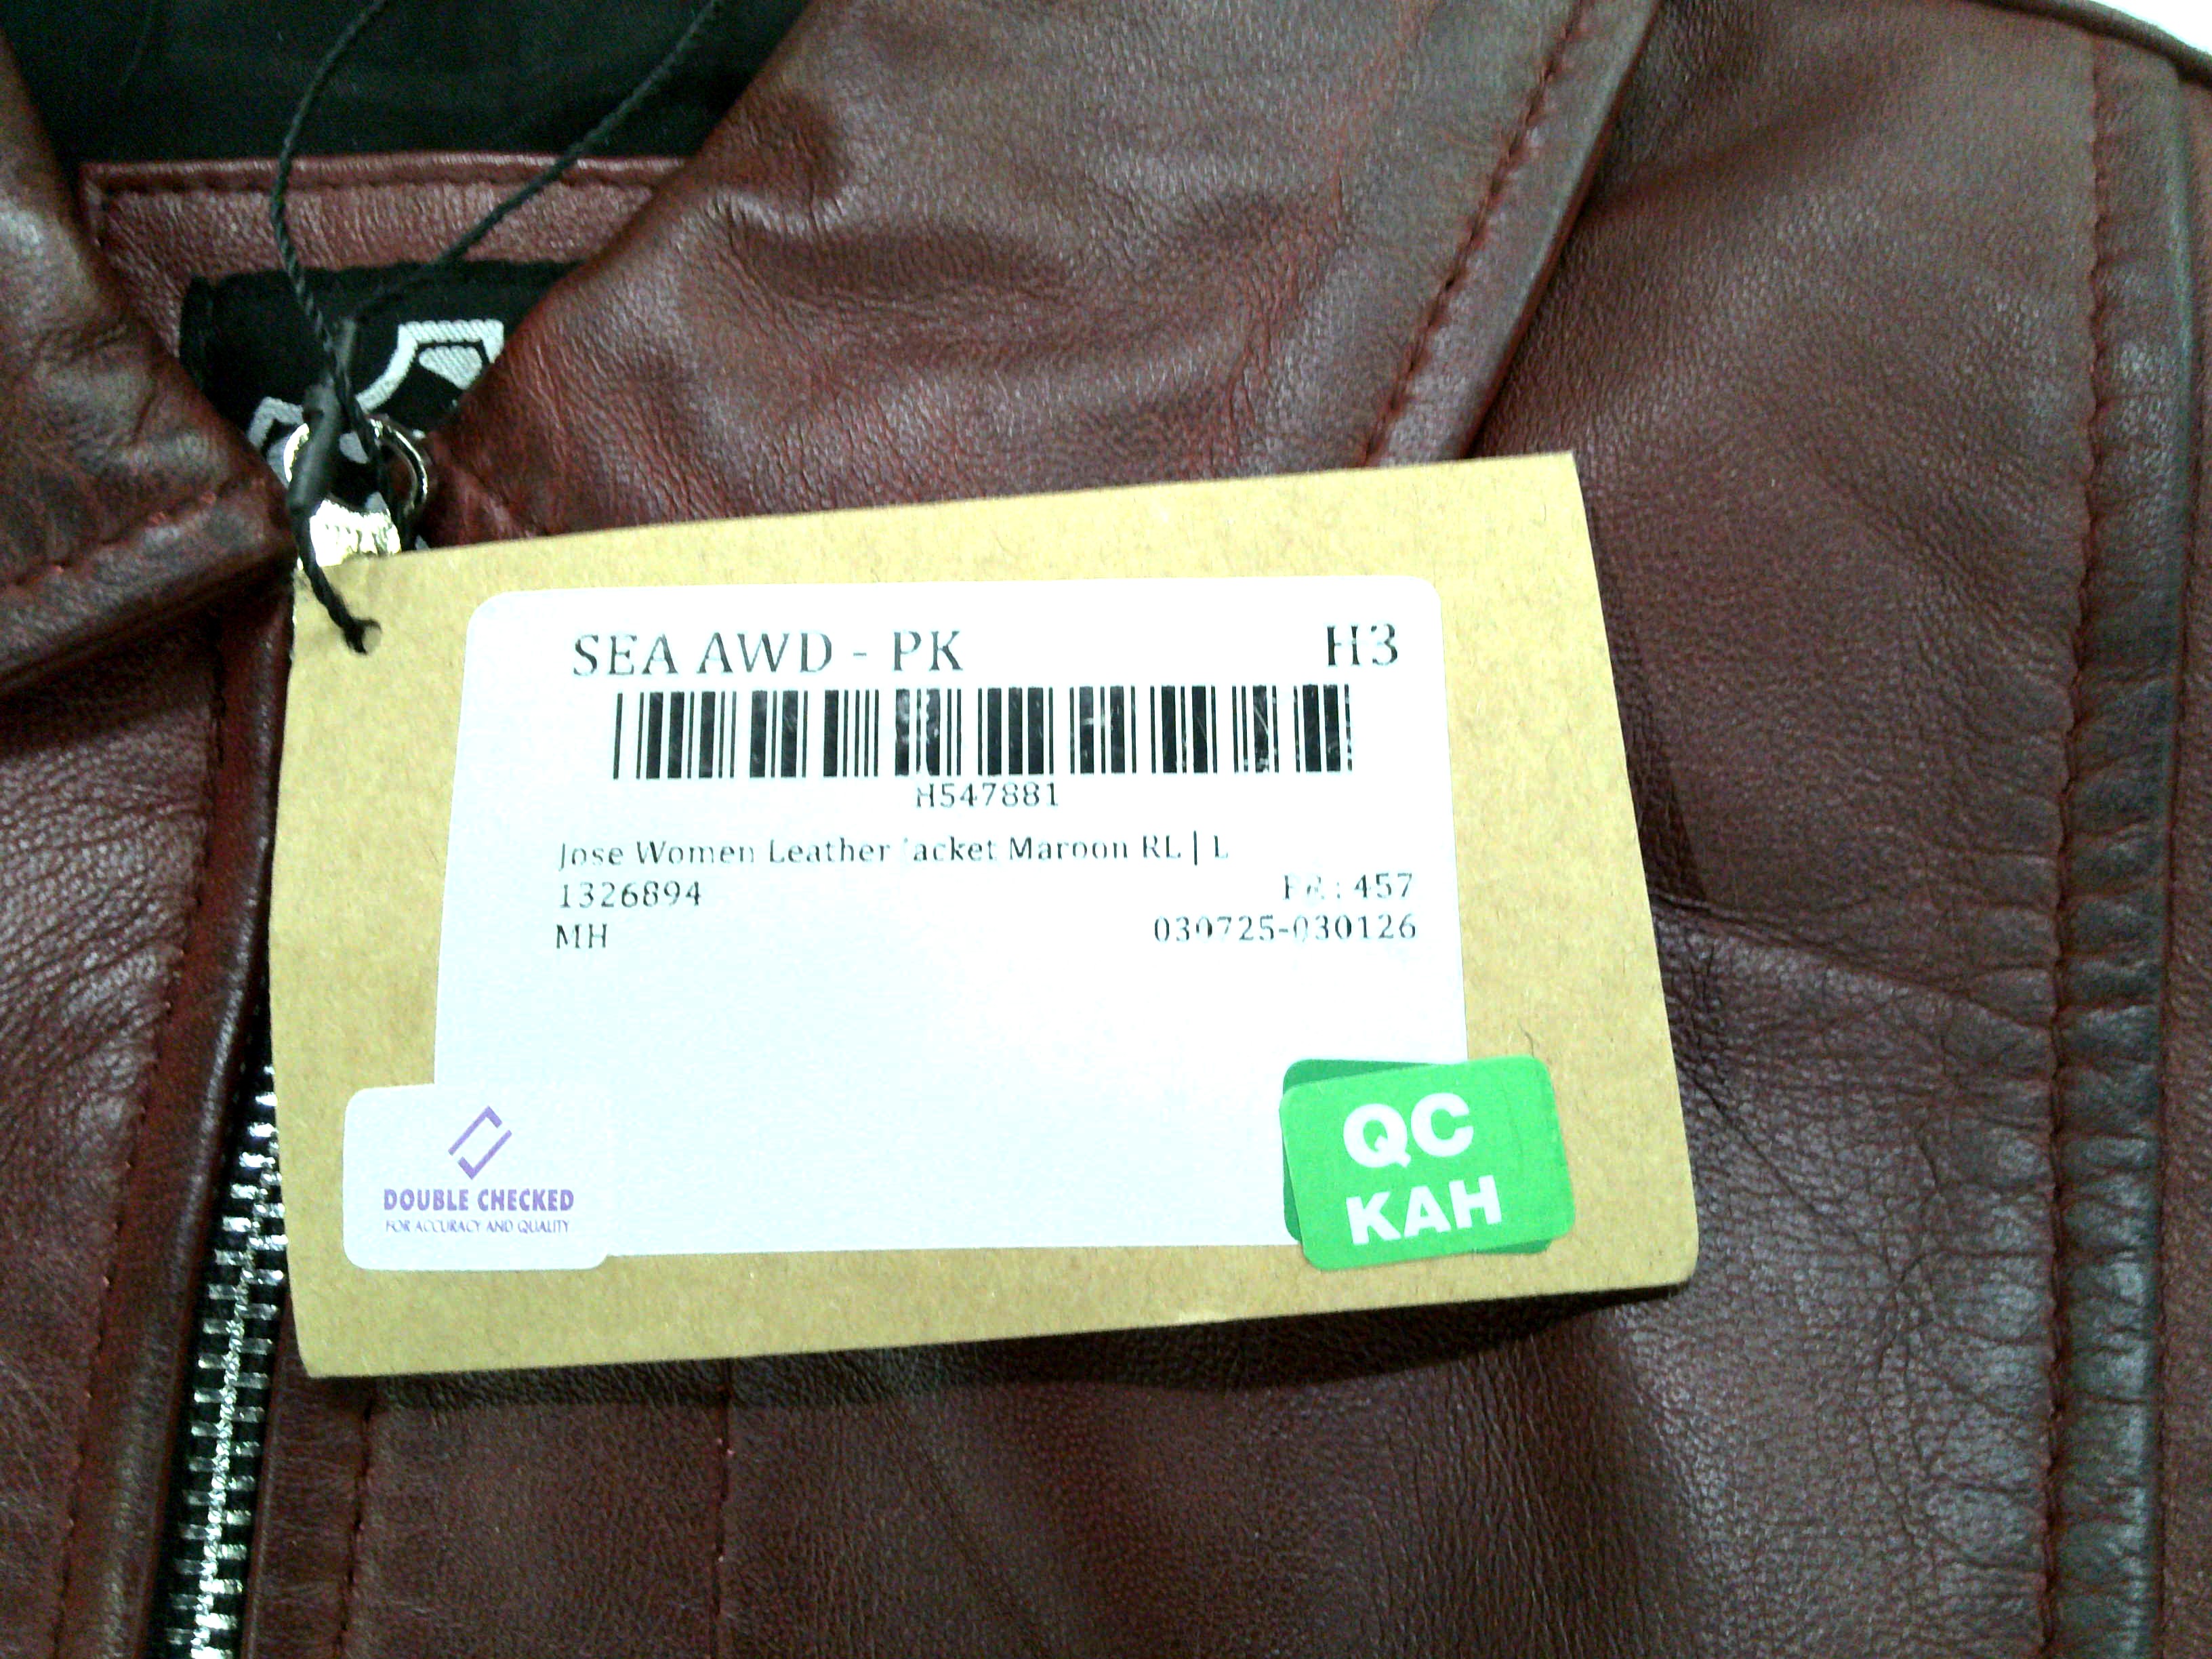 SEA AWD - PK H3
H547881
Jose Women Leather Jacket Maroon RL | L
1326894 : 457
MH 030725-030126
DOUBLE CHECKED
FOR ACCURACY AND QUALITY
QC
KAH